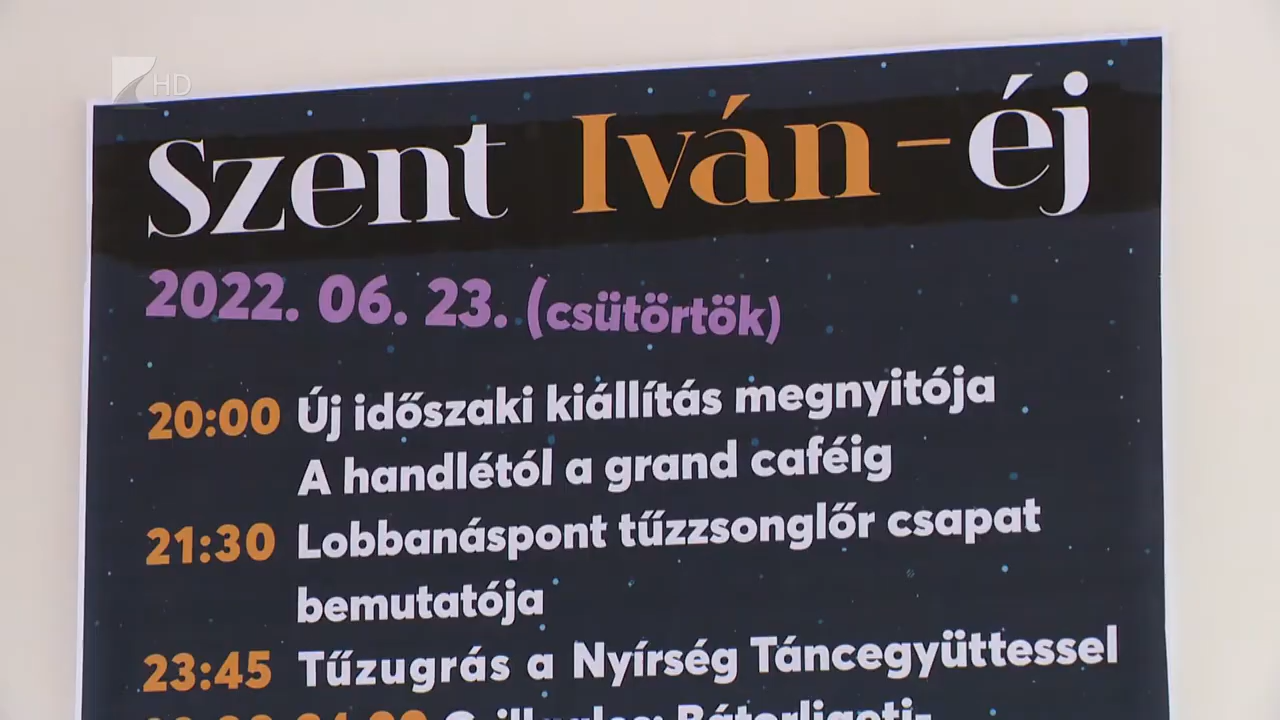 HD
Szent Iván-éj
2022. 06. 23. (csütörtök)
20:00 Új időszaki kiállítás megnyitója
A handlétól a grand caféig
21:30 Lobbanáspont tűzzsonglőr csapat
bemutatója
23:45 Tűzugrás a Nyírség Táncegyüttessel